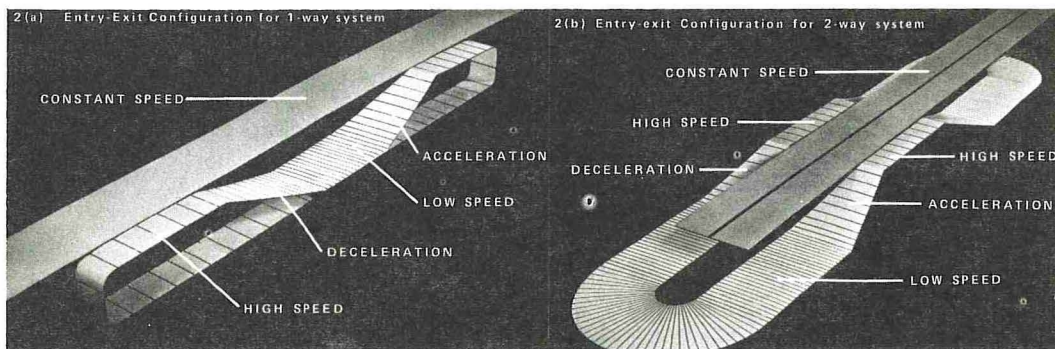 2(a) Entry-Exit Configuration for 1-way system
CONSTANT SPEED
ACCELERATION
LOW SPEED
DECELERATION
HIGH SPEED
2(b) Entry-exit Configuration for 2-way system
CONSTANT SPEED
HIGH SPEED
DECELERATION
HIGH SPEED
ACCELERATION
LOW SPEED